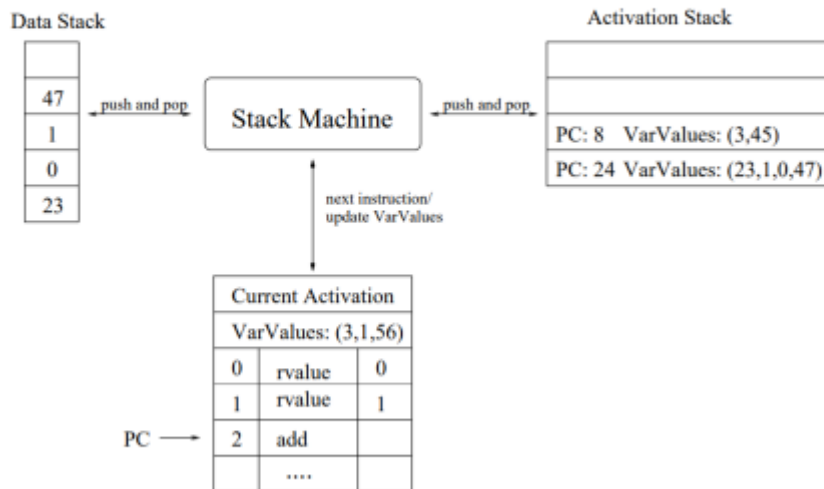 Data Stack
Activation Stack
47
1
0
23
push and pop
Stack Machine
push and pop
PC: 8 VarValues: (3,45)
PC: 24 VarValues: (23,1,0,47)
next instruction/
update VarValues
Current Activation
VarValues: (3,1,56)
0 rvalue 0
1 rvalue 1
PC 2 add
....